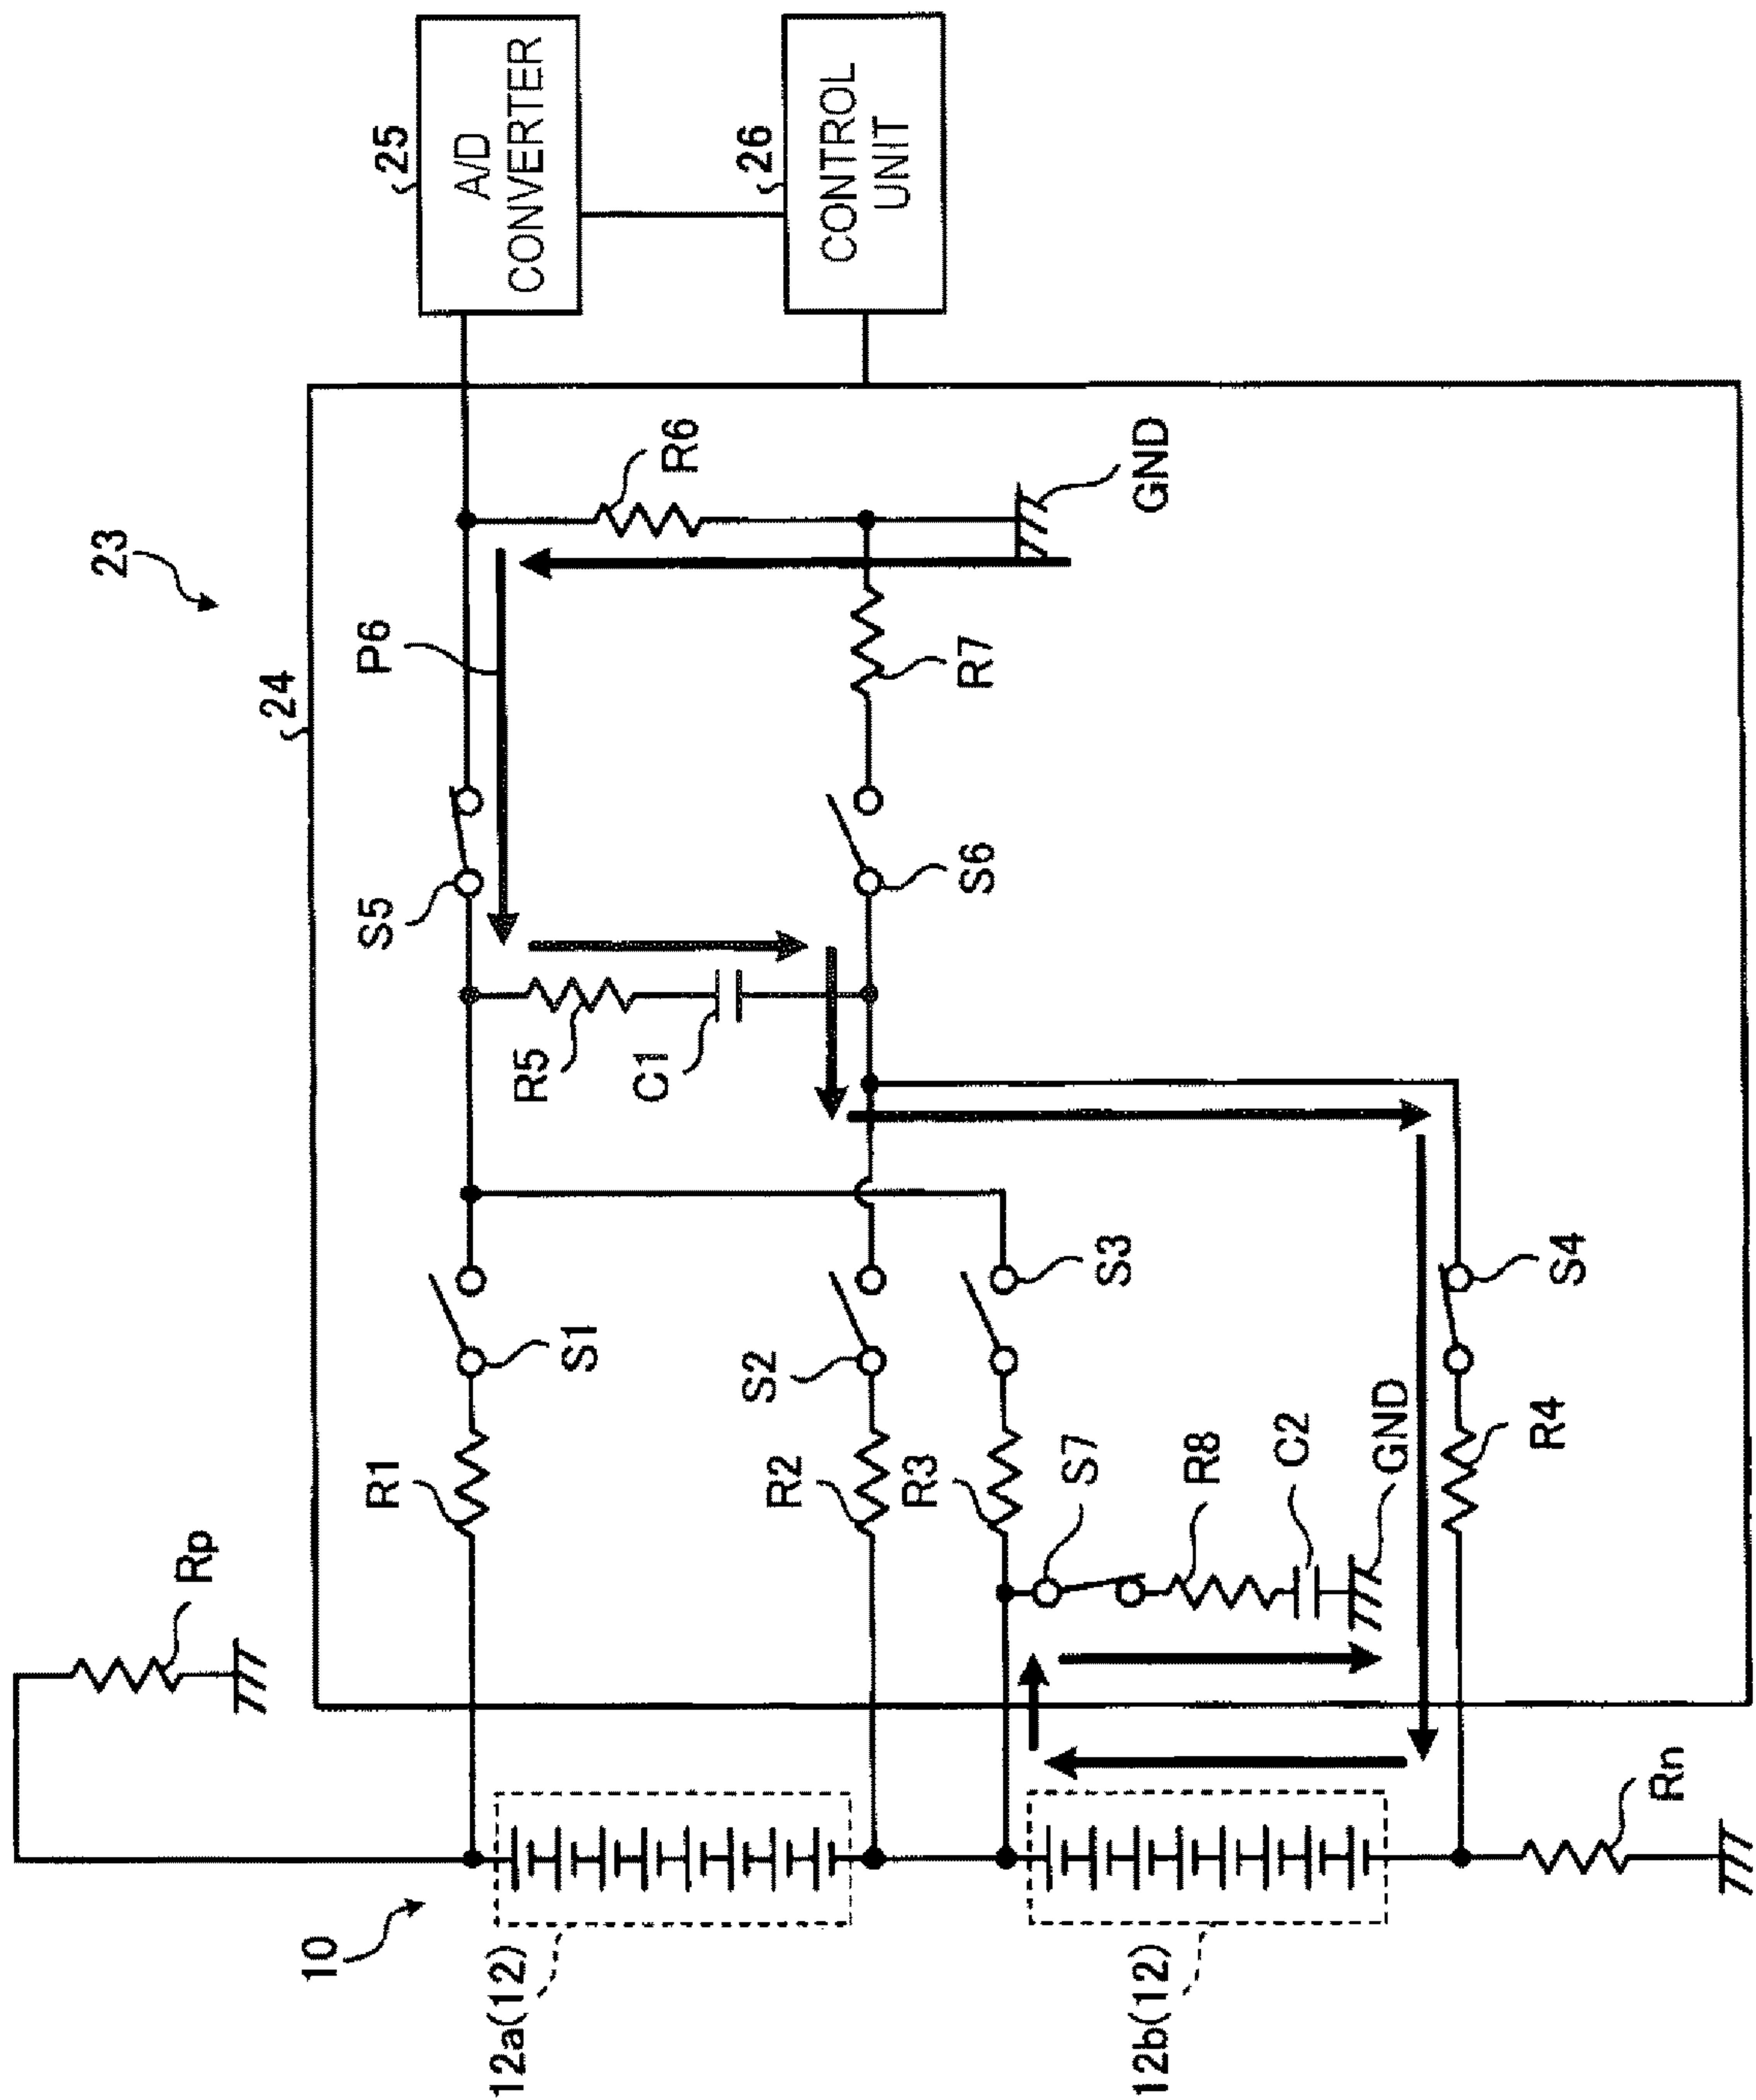 23
24
25
A/D
CONVERTER
26
CONTROL
UNIT
P6
R6
GND
S5
S6
R7
R5
C1
S1
S2
S3
S4
R1
R2
R3
S7
R8
C2
GND
R4
Rp
10
12a(12)
12b(12)
Rn